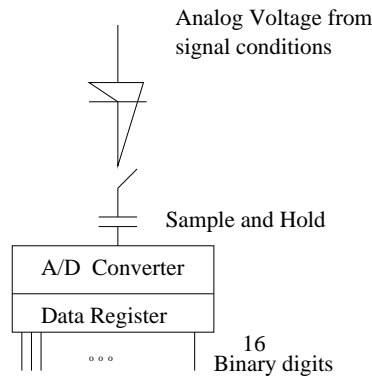 Analog Voltage from
signal conditions
Sample and Hold
A/D Converter
Data Register
16
Binary digits